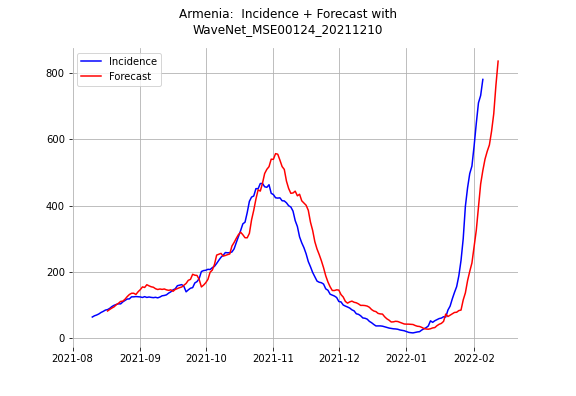 Armenia:  Incidence + Forecast with
WaveNet_MSE00124_20211210
Incidence
Forecast
800
600
400
200
0
2021-08 2021-09 2021-10 2021-11 2021-12 2022-01 2022-02